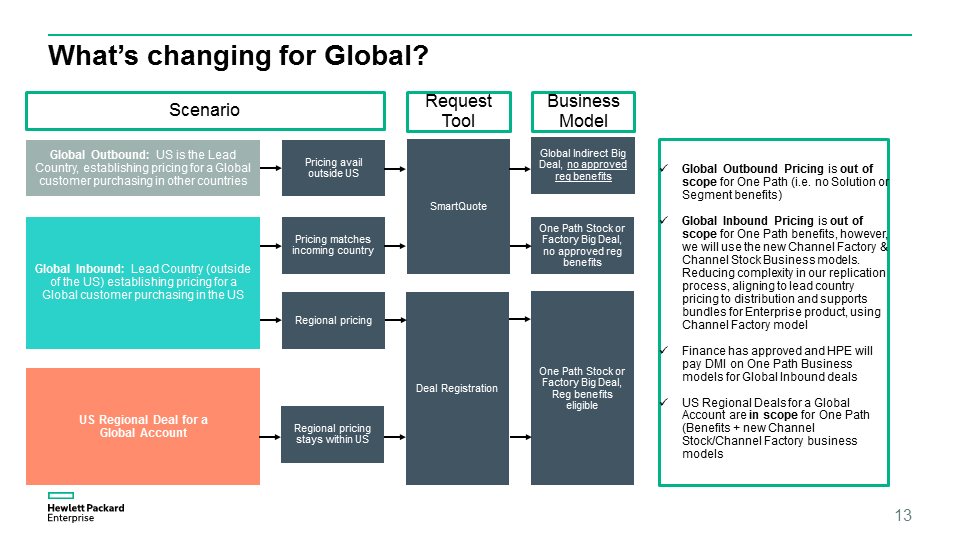 What's changing for Global?
Scenario
Request
Tool
Business
Model
Global Outbound:  US is the Lead
Country, establishing pricing for a Global
customer purchasing in other countries
Pricing avail
outside US
SmartQuote
Global Indirect Big
Deal, no approved
req benefits
Global Inbound:  Lead Country (outside
of the US) establishing pricing for a
Global customer purchasing in the US
Pricing matches
incoming country
One Path Stock or
Factory Big Deal,
no approved reg
benefits
Regional pricing
Deal Registration
One Path Stock or
Factory Big Deal,
Reg benefits
eligible
US Regional Deal for a
Global Account
Regional pricing
stays within US
✓ Global Outbound Pricing is out of
scope for One Path (i.e. no Solution or
Segment benefits)
✓ Global Inbound Pricing is out of
scope for One Path benefits, however,
we will use the new Channel Factory &
Channel Stock Business models.
Reducing complexity in our replication
process, aligning to lead country
pricing to distribution and supports
bundles for Enterprise product, using
Channel Factory model
✓ Finance has approved and HPE will
pay DMI on One Path Business
models for Global Inbound deals
✓ US Regional Deals for a Global
Account are in scope for One Path
(Benefits + new Channel
Stock/Channel Factory business
models
Hewlett Packard
Enterprise
13